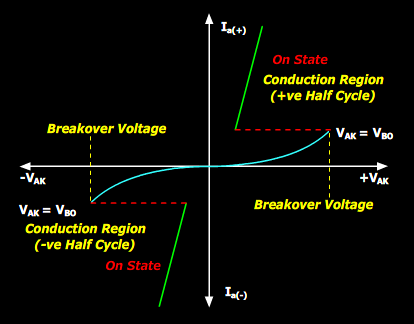 Ia(+)
On State
Conduction Region
(+ve Half Cycle)
Breakover Voltage
VAK = VBO
-VAK
+VAK
VAK = VBO
Breakover Voltage
Conduction Region
(-ve Half Cycle)
On State
Ia(-)